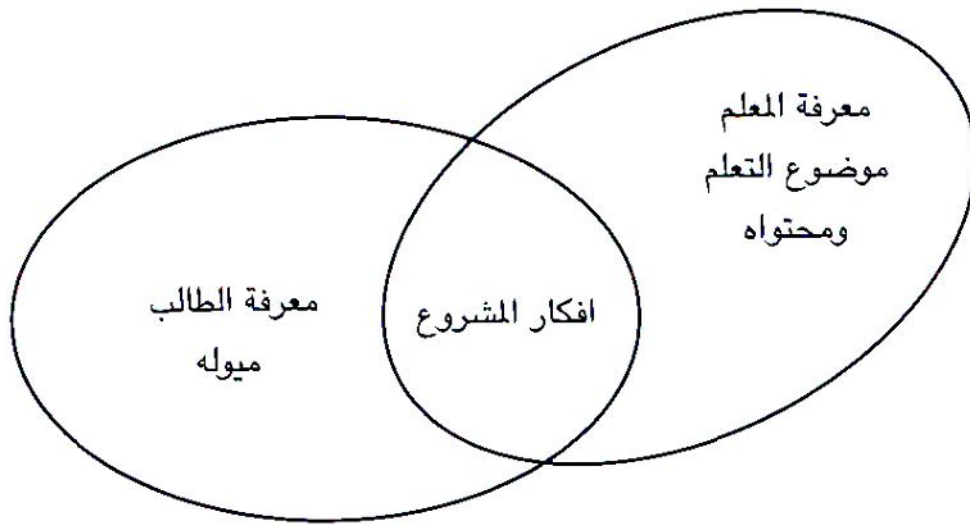 معرفة المعلم
موضوع التعلم
ومحتواه
افكار المشروع
معرفة الطالب
ميوله